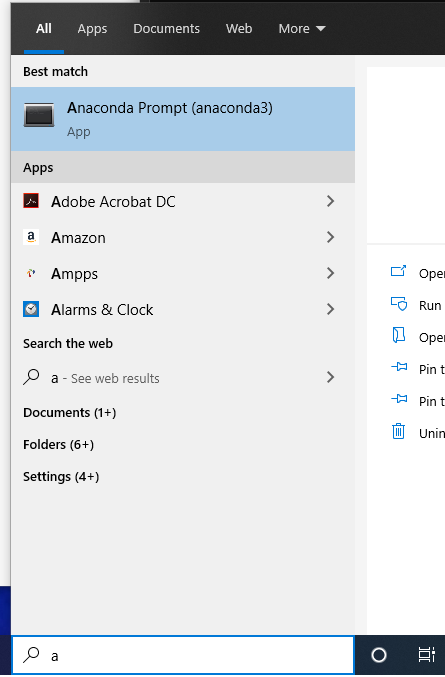 All Apps Documents Web More
Best match
Anaconda Prompt (anaconda3)
App
Apps
Adobe Acrobat DC
Amazon
Ampps
Alarms & Clock
Search the web
a - See web results
Documents (1+)
Folders (6+)
Settings (4+)
Oper
Run
Oper
Pin t
Pin t
Unin
a